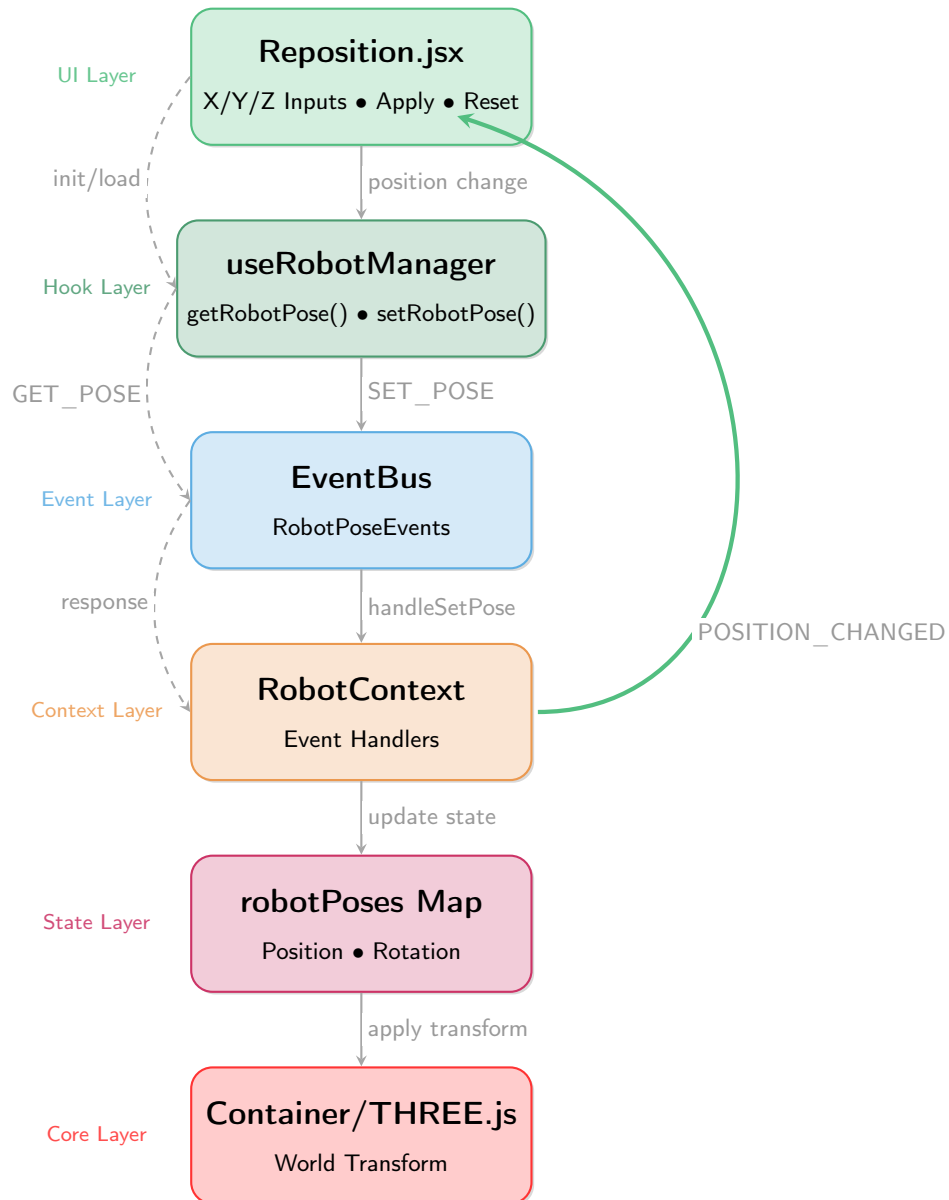 Reposition.jsx
UI Layer
X/Y/Z Inputs • Apply • Reset
init/load
position change
useRobotManager
Hook Layer
getRobotPose() • setRobotPose()
GET_POSE
SET_POSE
EventBus
Event Layer
RobotPoseEvents
response
handleSetPose
POSITION_CHANGED
RobotContext
Context Layer
Event Handlers
update state
robotPoses Map
State Layer
Position • Rotation
apply transform
Container/THREE.js
Core Layer
World Transform